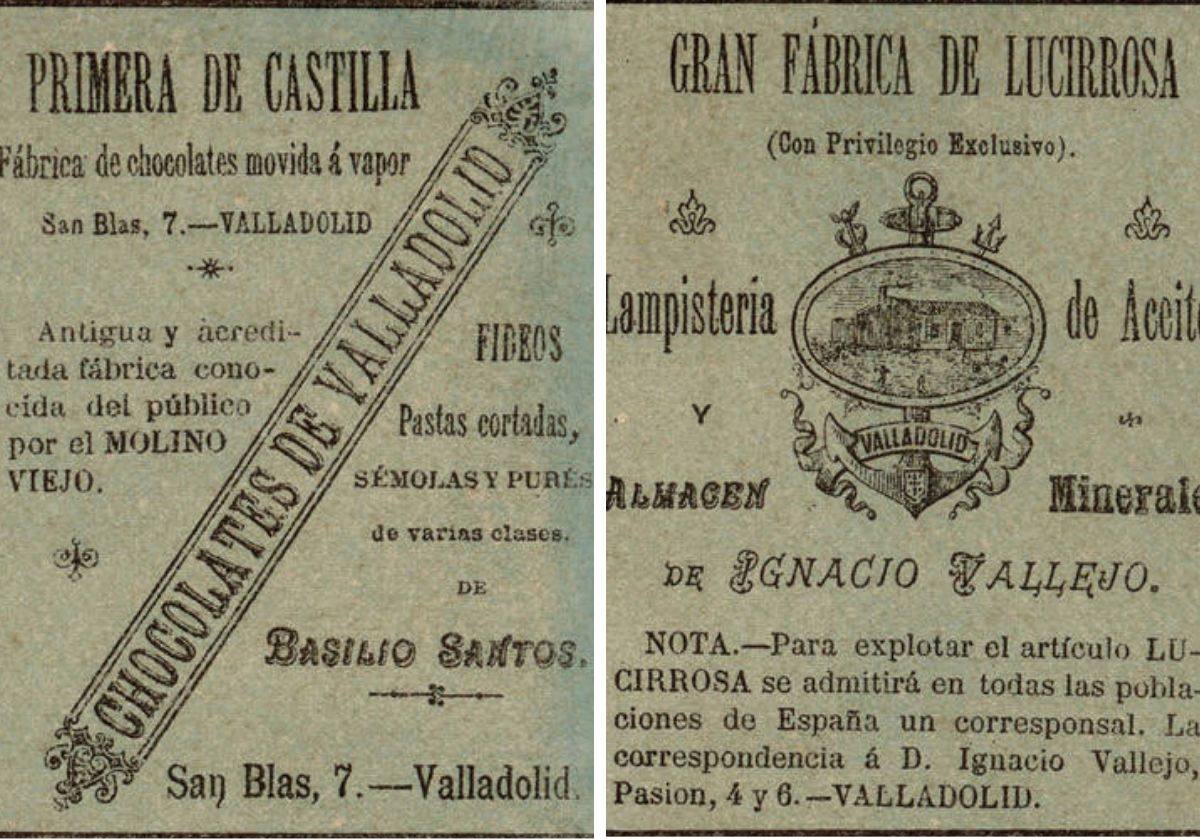 PRIMERA DE CASTILLA
Fábrica de chocolates movida á vapor
San Blas, 7.—VALLADOLID
Antigua y acredi-
tada fábrica cono-
cida del público
por el MOLINO
VIEJO.
CHOCOLATES DE VALLADOLID
FIDEOS
Pastas cortadas,
SÉMOLAS Y PURÉS
de varias clases.
DE
BASILIO SANTOS.
San Blas, 7.—Valladolid.
GRAN FÁBRICA DE LUCIRROSA
(Con Privilegio Exclusivo).
Lampistería de Aceit
Y
VALLADOLID
ALMACEN Minerale
DE IGNACIO VALLEJO.
NOTA.—Para explotar el artículo LU-
CIRROSA se admitirá en todas las pobla-
ciones de España un corresponsal. La
correspondencia á D. Ignacio Vallejo,
Pasion, 4 y 6.—VALLADOLID.